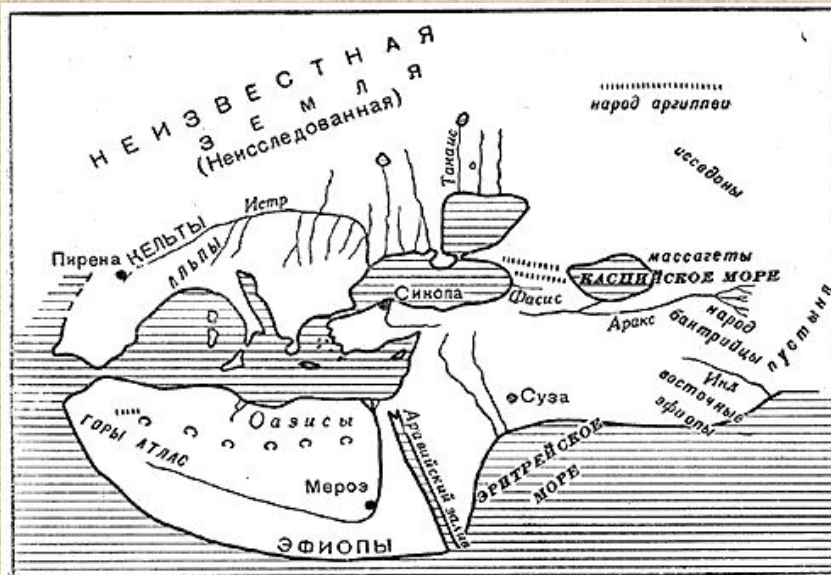 НЕИЗВЕСТНАЯ
ЗЕМЛЯ
(Неисследованная)
народ аргиппеи
исседоны
Танаис
Истр
Пирена
КЕЛЬТЫ
АЛЬПЫ
массагеты
КАСПИЙСКОЕ МОРЕ
Синопа
Фасис
Аракс
народ
бактрийцы
пустыня
Инд
восточные
эфиопы
Суза
Оазисы
ГОРЫ АТЛАС
Аравийский залив
ЭРИТРЕЙСКОЕ
МОРЕ
Мероэ
ЭФИОПЫ